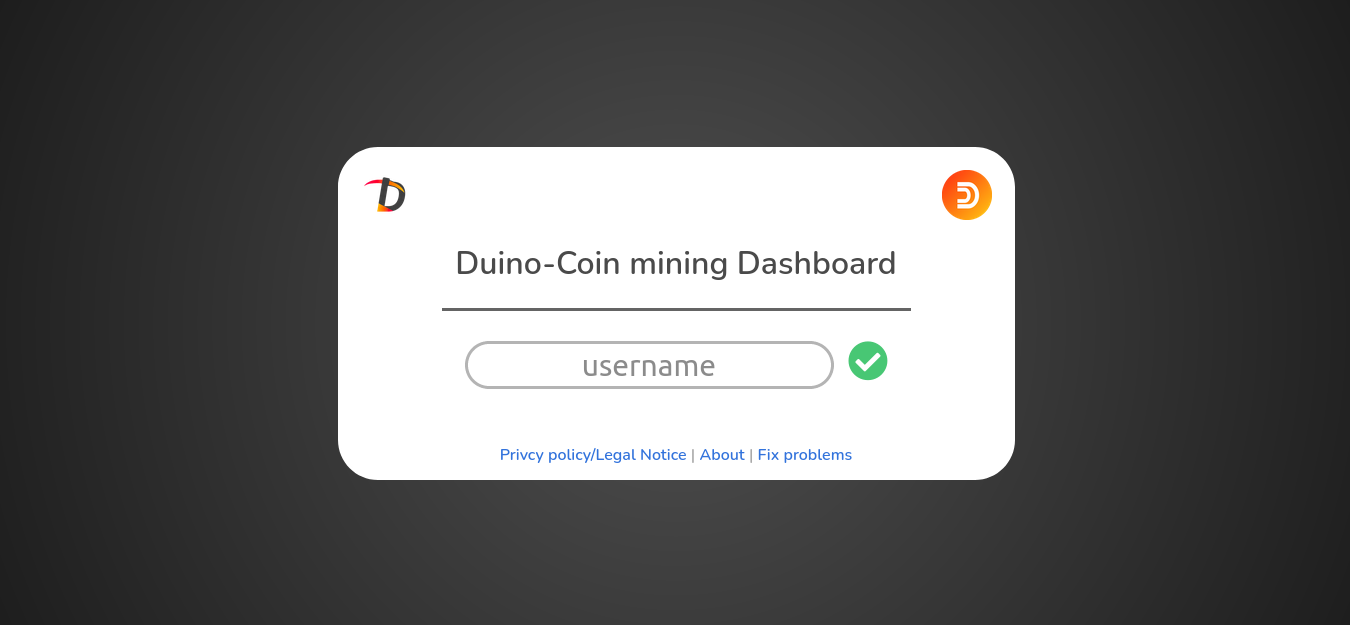 Duino-Coin mining Dashboard
username
Privcy policy/Legal Notice | About | Fix problems